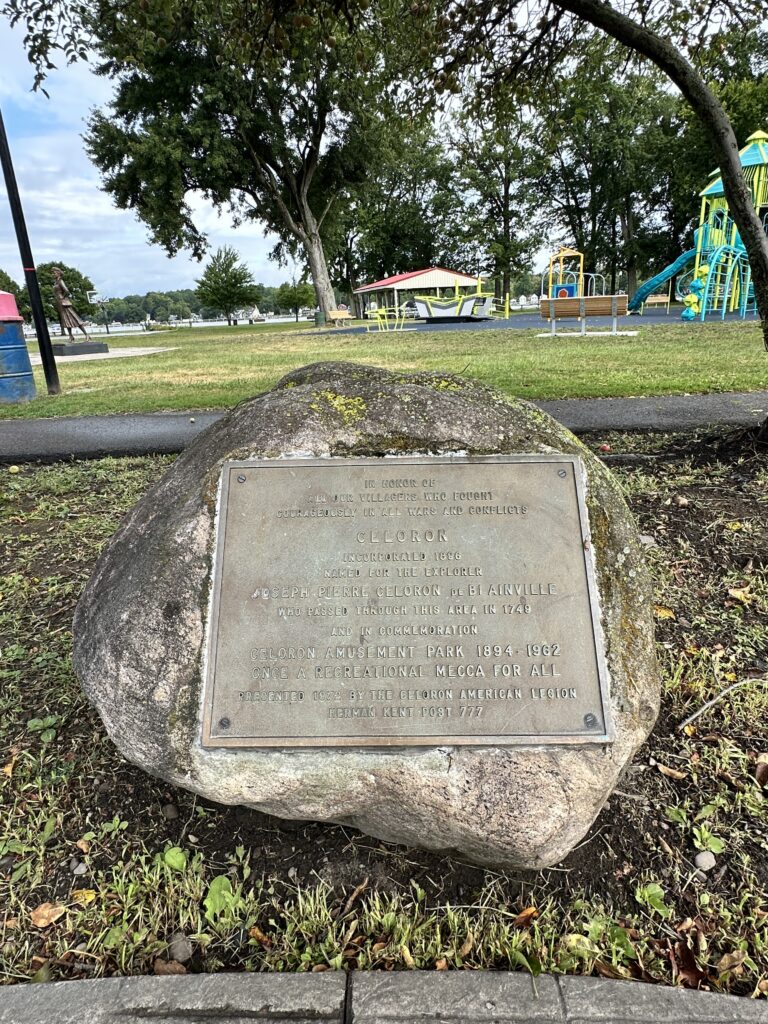 IN HONOR OF
ALL OUR VILLAGERS WHO FOUGHT
COURAGEOUSLY IN ALL WARS AND CONFLICTS
CELORON
INCORPORATED 1896
NAMED FOR THE EXPLORER
JOSEPH PIERRE CELORON DE BLAINVILLE
WHO PASSED THROUGH THIS AREA IN 1749
AND IN COMMEMORATION
CELORON AMUSEMENT PARK 1894-1962
ONCE A RECREATIONAL MECCA FOR ALL
PRESENTED BY THE CELORON AMERICAN LEGION
HERMAN KENT POST 777